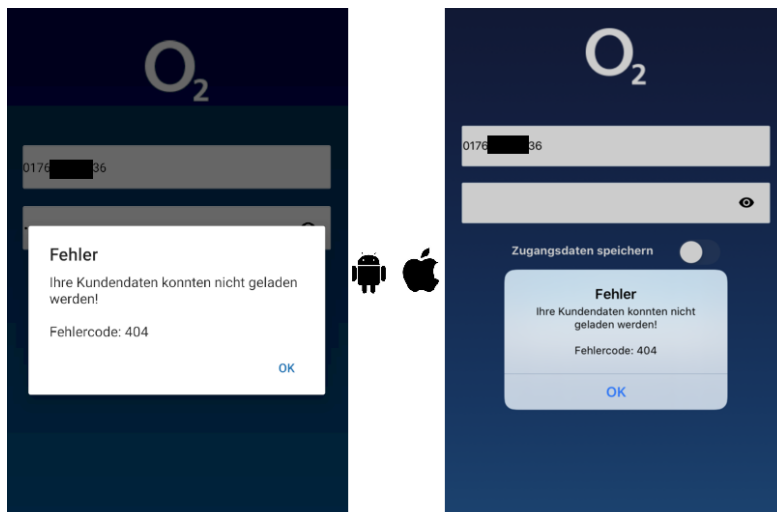 O2
0176 36
Fehler
Ihre Kundendaten konnten nicht geladen
werden!
Fehlercode: 404
OK
O2
0176 36
Zugangsdaten speichern
Fehler
Ihre Kundendaten konnten nicht
geladen werden!
Fehlercode: 404
OK